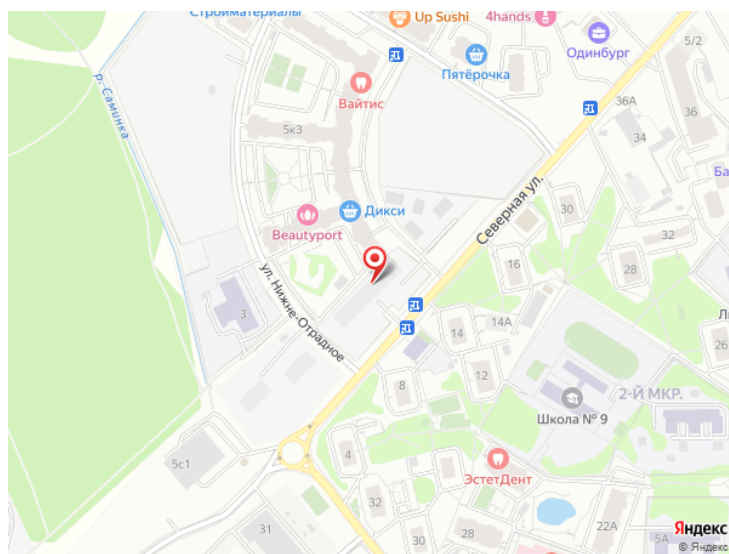 Стройматериалы
Up Sushi
4hands
Одинбург
5/2
Пятёрочка
р. Саминка
Вайтис
36А
34
5к3
Северная ул.
Дикси
30
Beautyport
32
16
28
ул. Нижне-Отрадное
3
14А
14
26
8
12
2-Й МКР.
Школа № 9
4
5с1
ЭстетДент
32
31
28
22А
30
5А
Яндекс
© Яндекс